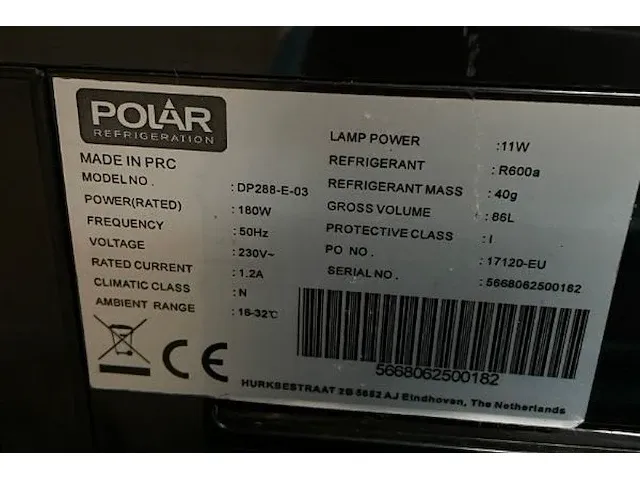 POLAR
REFRIGERATION
MADE IN PRC
MODEL NO. : DP288-E-03
POWER(RATED) : 180W
FREQUENCY : 50Hz
VOLTAGE : 230V~
RATED CURRENT : 1.2A
CLIMATIC CLASS : N
AMBIENT RANGE : 16-32℃
CE
LAMP POWER : 11W
REFRIGERANT : R600a
REFRIGERANT MASS : 40g
GROSS VOLUME : 86L
PROTECTIVE CLASS : I
PO NO. : 17120-EU
SERIAL NO. : 5668062500182
5668062500182
HURKSESTRAAT 2B 5652 AJ Eindhoven, The Netherlands